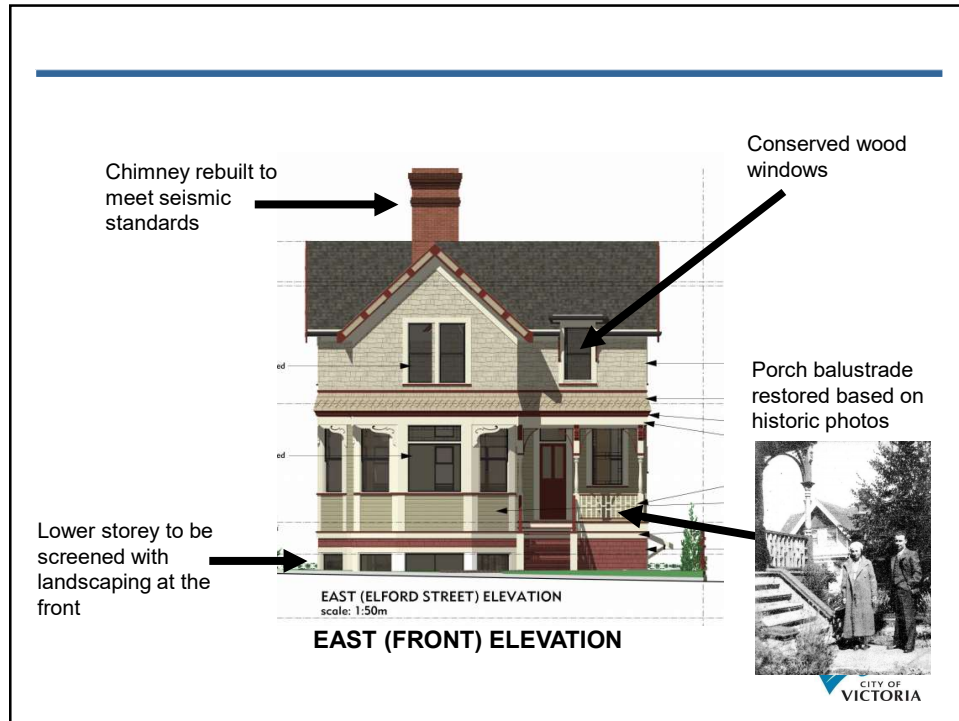 Chimney rebuilt to
meet seismic
standards
Conserved wood
windows
Porch balustrade
restored based on
historic photos
Lower storey to be
screened with
landscaping at the
front
ed
ed
EAST (ELFORD STREET) ELEVATION
scale: 1:50m
EAST (FRONT) ELEVATION
CITY OF
VICTORIA